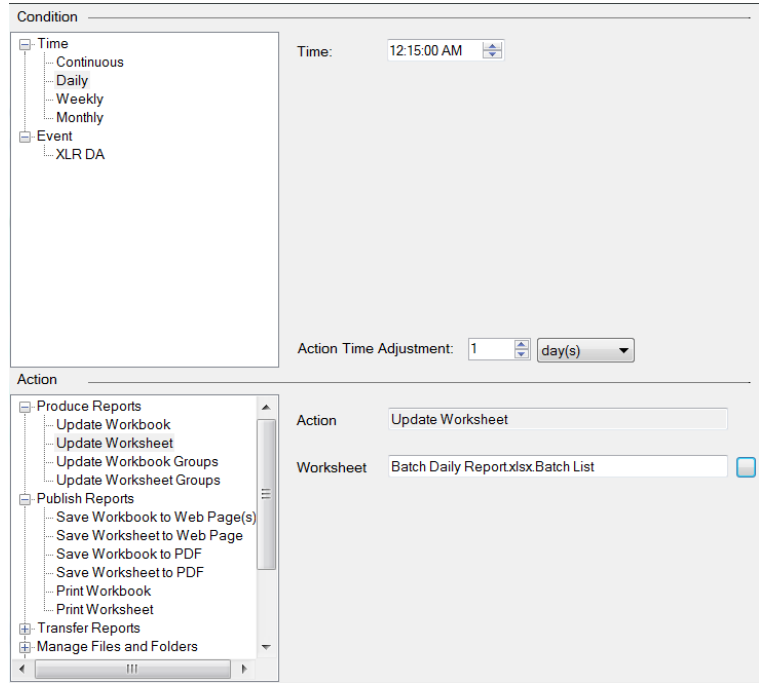 Condition
Time
Continuous
Daily
Weekly
Monthly
Event
XLR DA
Time: 12:15:00 AM
Action Time Adjustment: 1 day(s)
Action
Produce Reports
Update Workbook
Update Worksheet
Update Workbook Groups
Update Worksheet Groups
Publish Reports
Save Workbook to Web Page(s)
Save Worksheet to Web Page
Save Workbook to PDF
Save Worksheet to PDF
Print Workbook
Print Worksheet
Transfer Reports
Manage Files and Folders
Action Update Worksheet
Worksheet Batch Daily Report.xlsx.Batch List